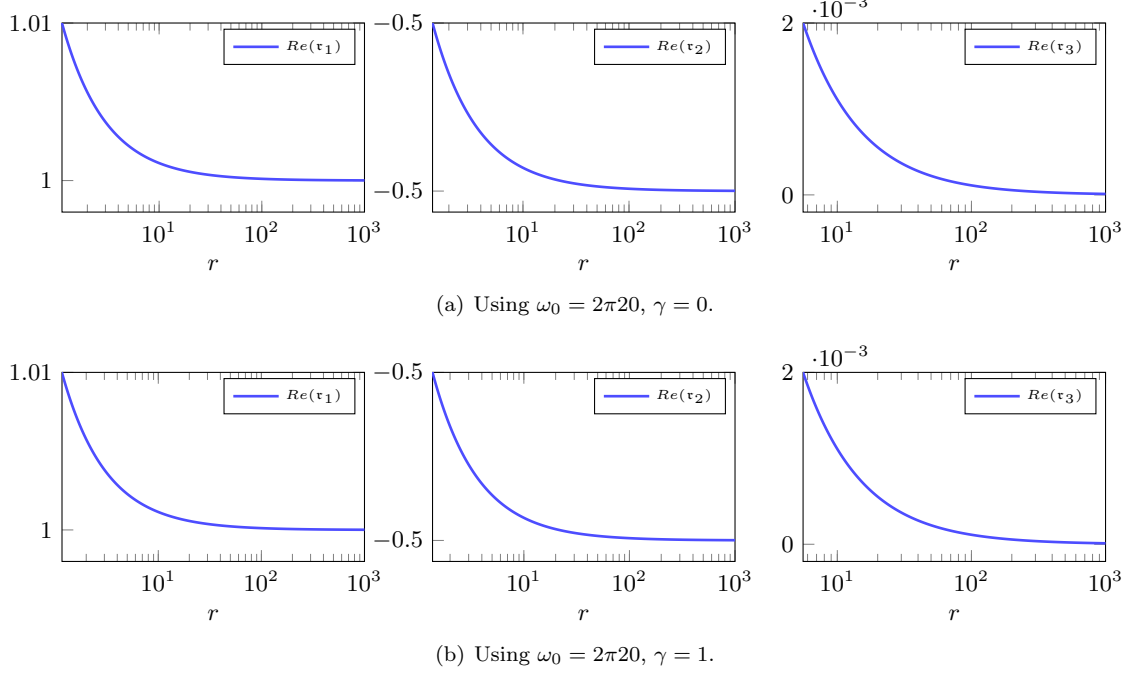 1.01
1
Re(𝔯₁)
10¹ 10² 10³
r
−0.5
−0.5
Re(𝔯₂)
10¹ 10² 10³
r
·10⁻³
2
0
Re(𝔯₃)
10¹ 10² 10³
r
(a) Using ω₀ = 2π20, γ = 0.
1.01
1
Re(𝔯₁)
10¹ 10² 10³
r
−0.5
−0.5
Re(𝔯₂)
10¹ 10² 10³
r
·10⁻³
2
0
Re(𝔯₃)
10¹ 10² 10³
r
(b) Using ω₀ = 2π20, γ = 1.